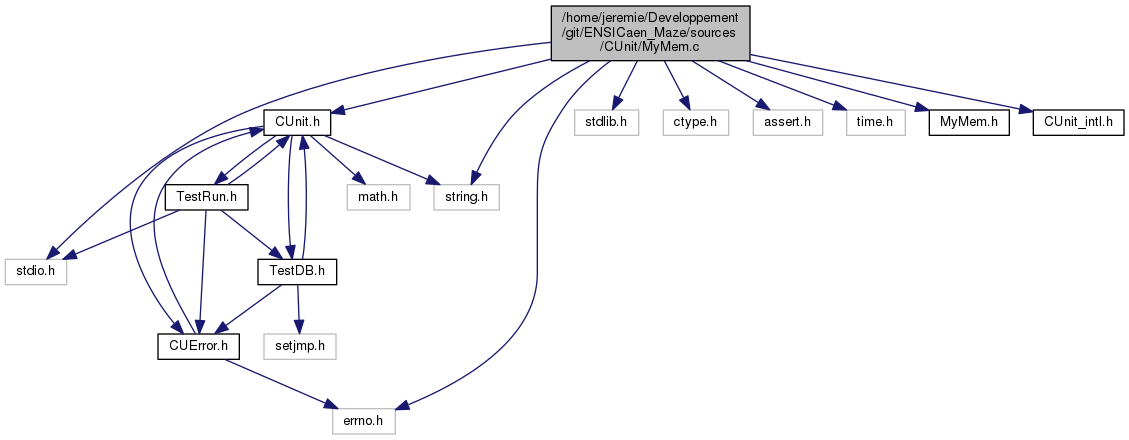 /home/jeremie/Developpement
/git/ENSICaen_Maze/sources
/CUnit/MyMem.c
CUnit.h
stdlib.h
ctype.h
assert.h
time.h
MyMem.h
CUnit_intl.h
TestRun.h
math.h
string.h
stdio.h
TestDB.h
CUError.h
setjmp.h
errno.h